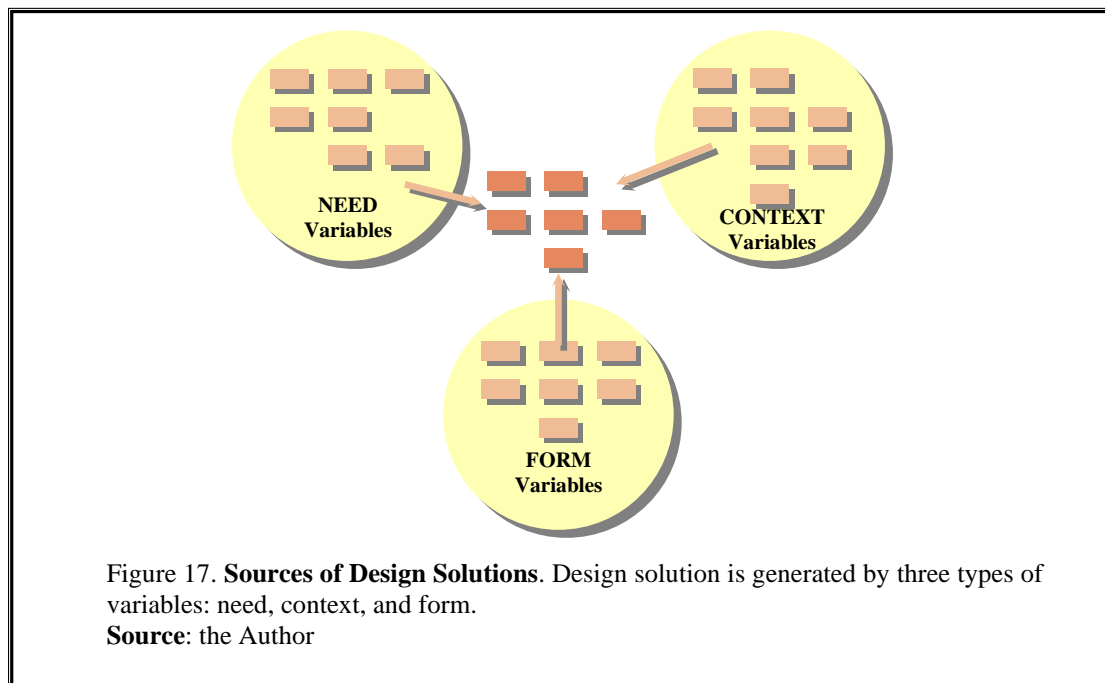 NEED
Variables
CONTEXT
Variables
FORM
Variables
Figure 17. Sources of Design Solutions. Design solution is generated by three types of
variables: need, context, and form.
Source: the Author